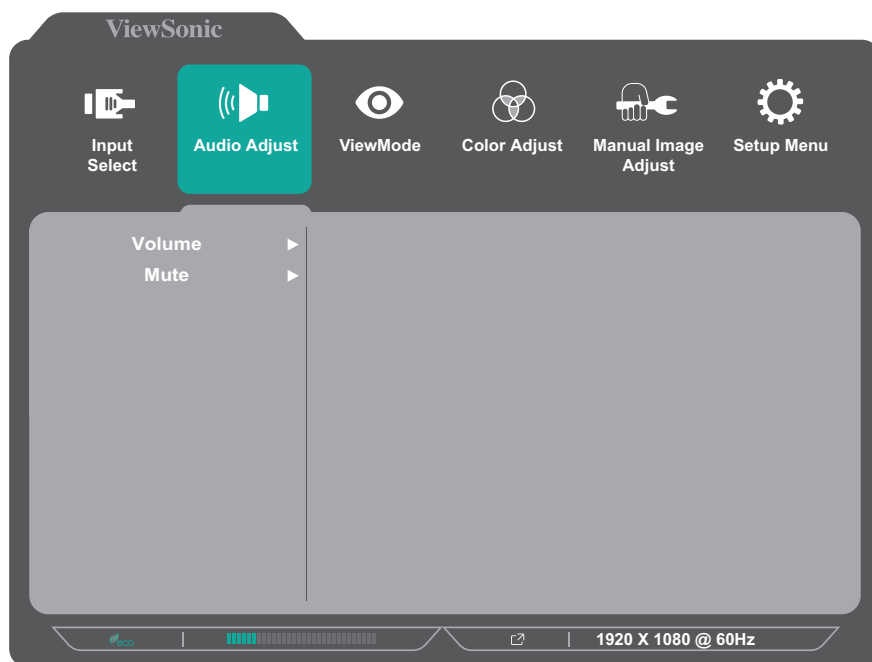 ViewSonic
Input
Select
Audio Adjust
ViewMode
Color Adjust
Manual Image
Adjust
Setup Menu
Volume
Mute
eco
1920 X 1080 @ 60Hz